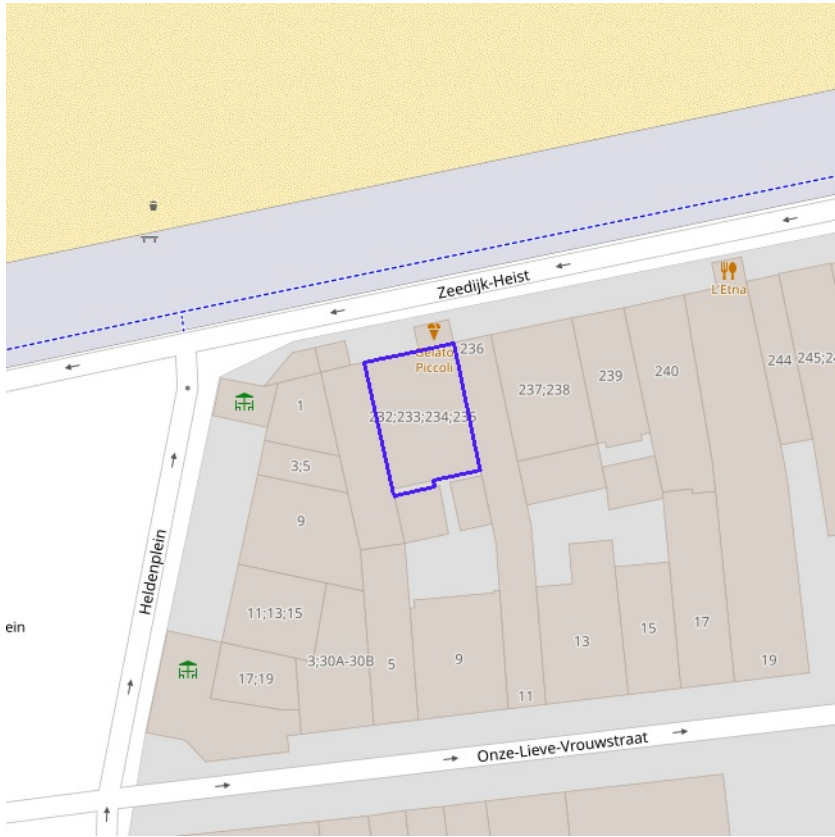 Zeedijk-Heist
L'Etna
Gelato
Piccoli
236
237;238
239
240
244
245;24
232;233;234;235
1
3;5
9
Heldenplein
ein
11;13;15
17;19
3;30A-30B
5
9
11
13
15
17
19
Onze-Lieve-Vrouwstraat